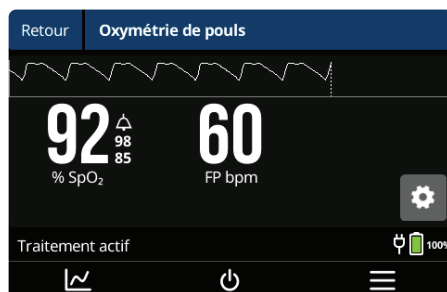 Retour Oxymétrie de pouls
92 98 60
85
% SpO₂ FP bpm
Traitement actif 100%